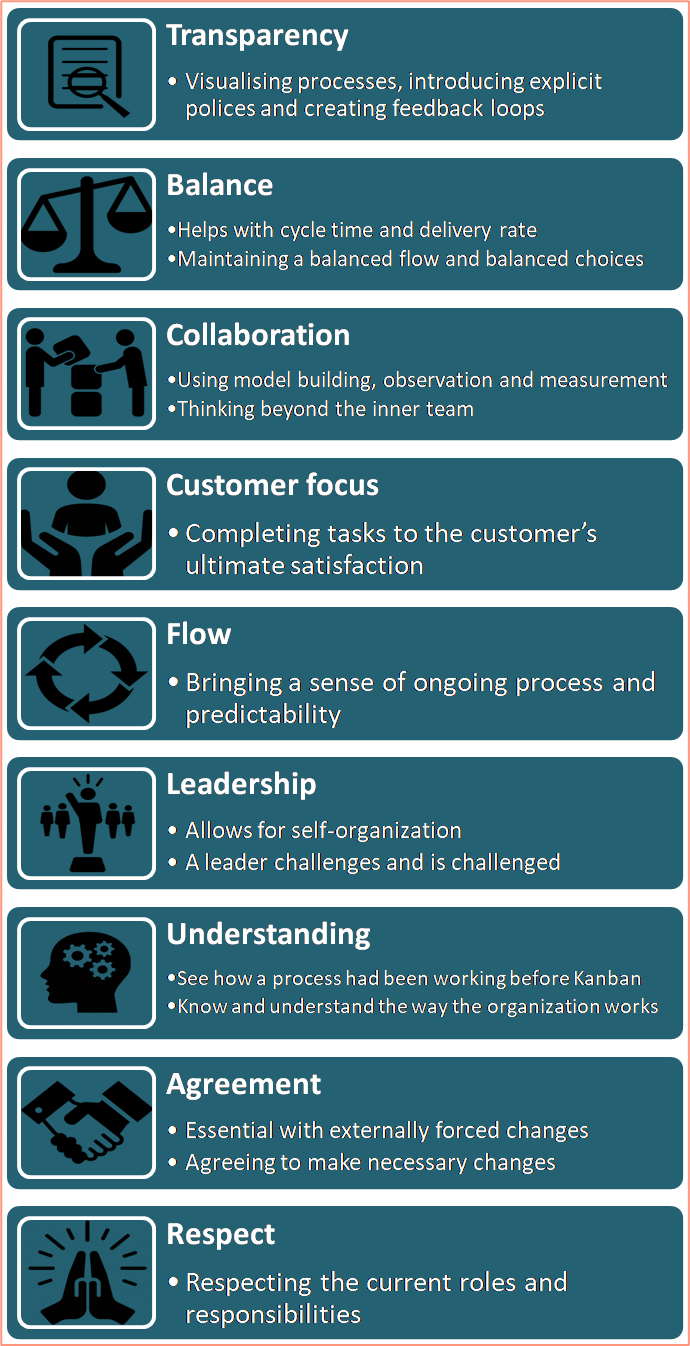 Transparency
• Visualising processes, introducing explicit
polices and creating feedback loops
Balance
•Helps with cycle time and delivery rate
•Maintaining a balanced flow and balanced choices
Collaboration
•Using model building, observation and measurement
•Thinking beyond the inner team
Customer focus
• Completing tasks to the customer’s
ultimate satisfaction
Flow
• Bringing a sense of ongoing process and
predictability
Leadership
• Allows for self-organization
• A leader challenges and is challenged
Understanding
•See how a process had been working before Kanban
•Know and understand the way the organization works
Agreement
• Essential with externally forced changes
• Agreeing to make necessary changes
Respect
• Respecting the current roles and
responsibilities